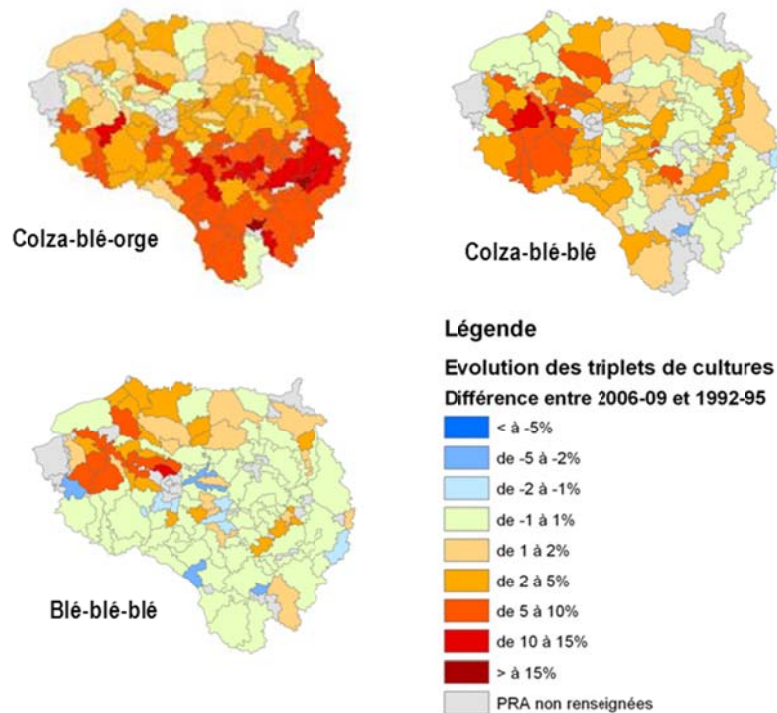 Colza-blé-orge
Colza-blé-blé
Blé-blé-blé
Légende
Evolution des triplets de cultures
Différence entre 2006-09 et 1992-95
< à -5%
de -5 à -2%
de -2 à -1%
de -1 à 1%
de 1 à 2%
de 2 à 5%
de 5 à 10%
de 10 à 15%
> à 15%
PRA non renseignées